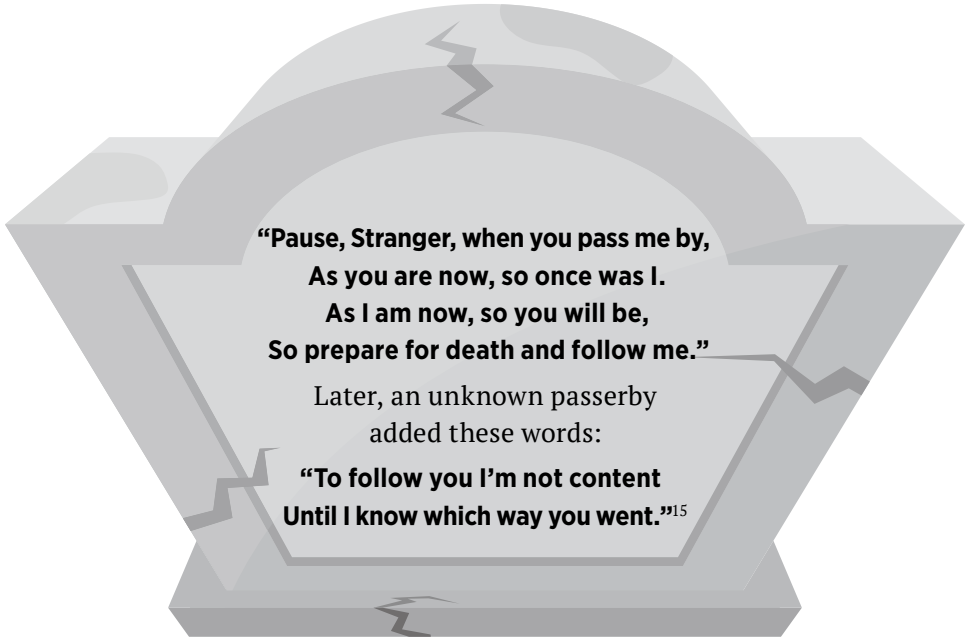 “Pause, Stranger, when you pass me by,
As you are now, so once was I.
As I am now, so you will be,
So prepare for death and follow me.”
Later, an unknown passerby
added these words:
“To follow you I’m not content
Until I know which way you went.”15